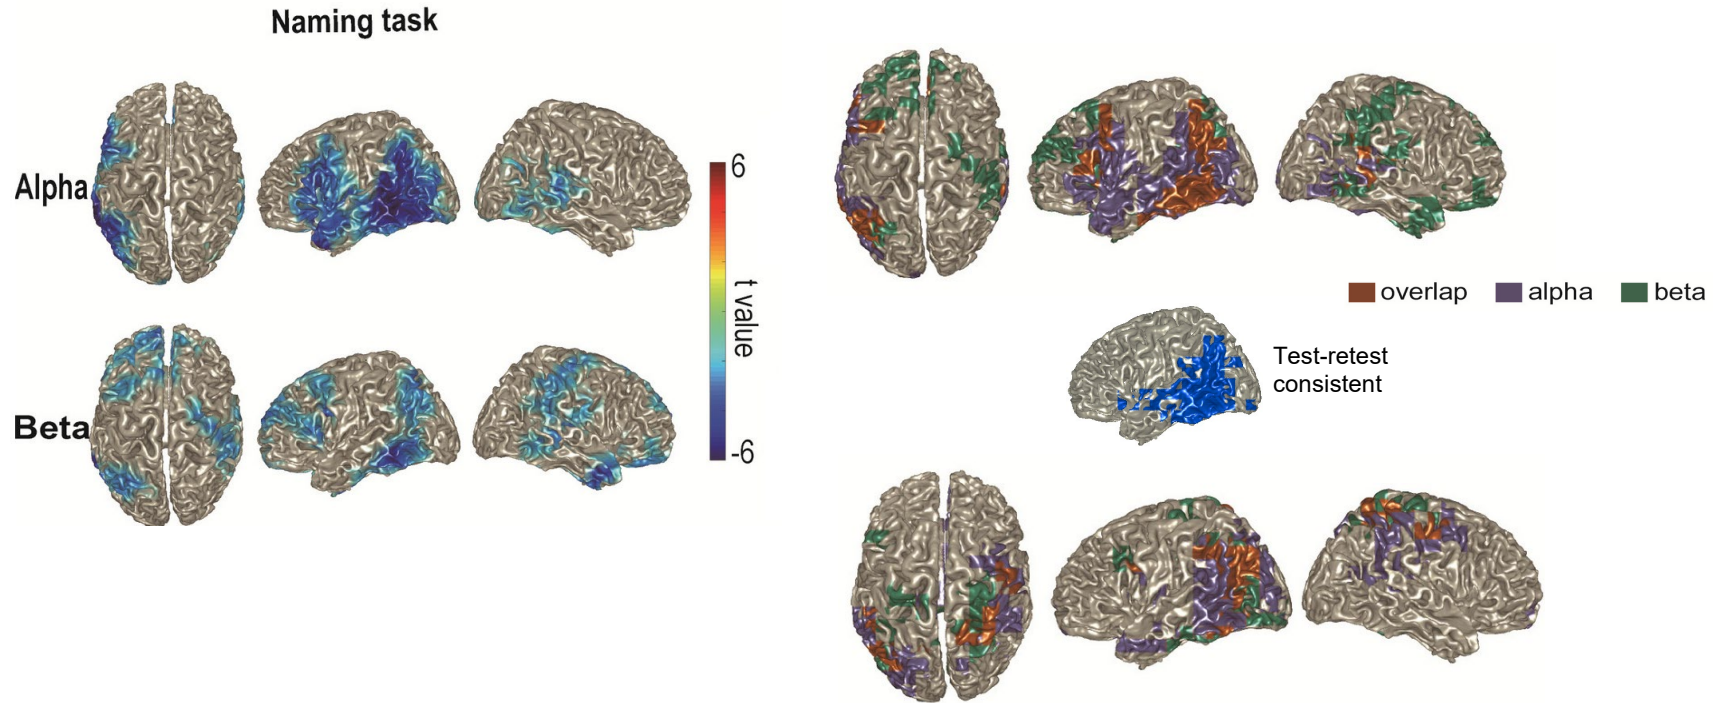 Naming task
Alpha
6
t value
-6
Beta
overlap alpha beta
Test-retest
consistent